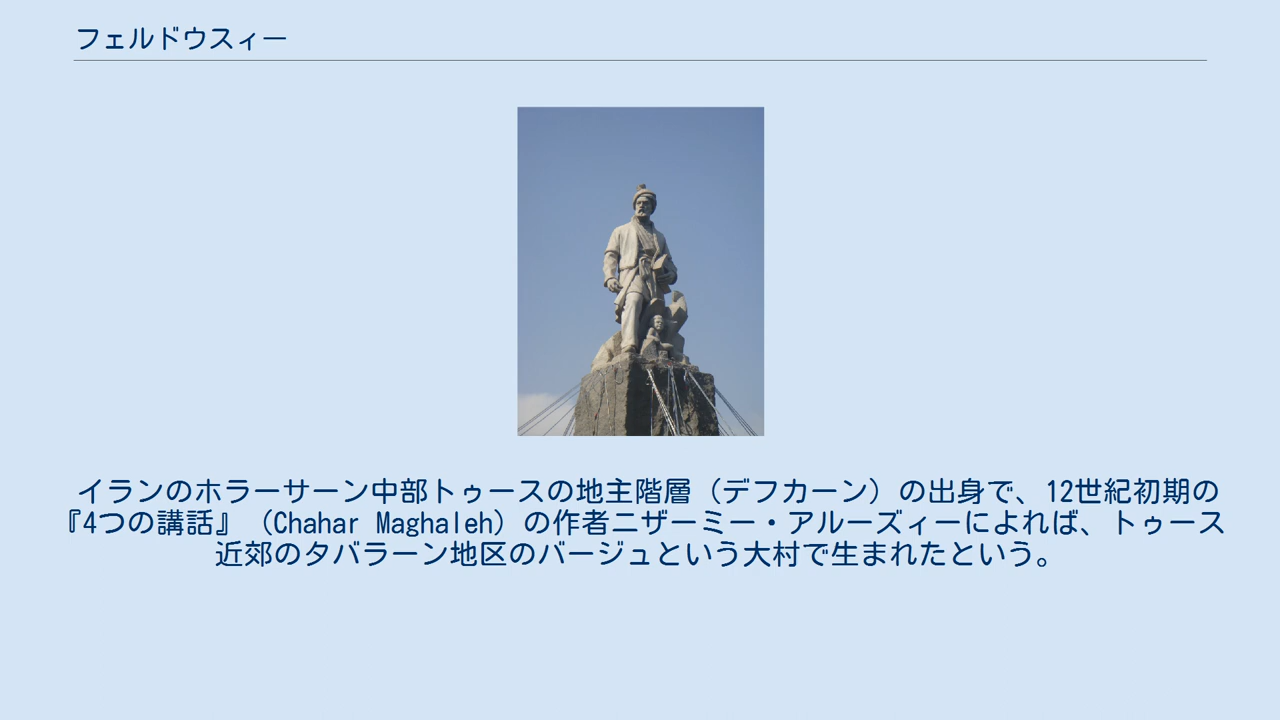 フェルドウスィー
イランのホラーサーン中部トゥースの地主階層（デフカーン）の出身で、12世紀初期の
『4つの講話』（Chahar Maghaleh）の作者ニザーミー・アルーズィーによれば、トゥース
近郊のタバラーン地区のバージュという大村で生まれたという。